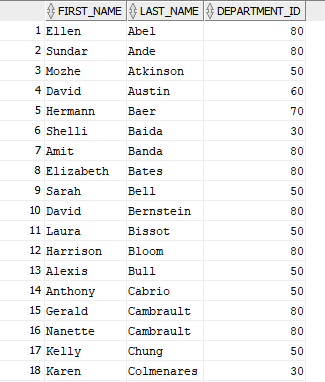 FIRST_NAME LAST_NAME DEPARTMENT_ID
1 Ellen Abel 80
2 Sundar Ande 80
3 Mozhe Atkinson 50
4 David Austin 60
5 Hermann Baer 70
6 Shelli Baida 30
7 Amit Banda 80
8 Elizabeth Bates 80
9 Sarah Bell 50
10 David Bernstein 80
11 Laura Bissot 50
12 Harrison Bloom 80
13 Alexis Bull 50
14 Anthony Cabrio 50
15 Gerald Cambrault 80
16 Nanette Cambrault 80
17 Kelly Chung 50
18 Karen Colmenares 30